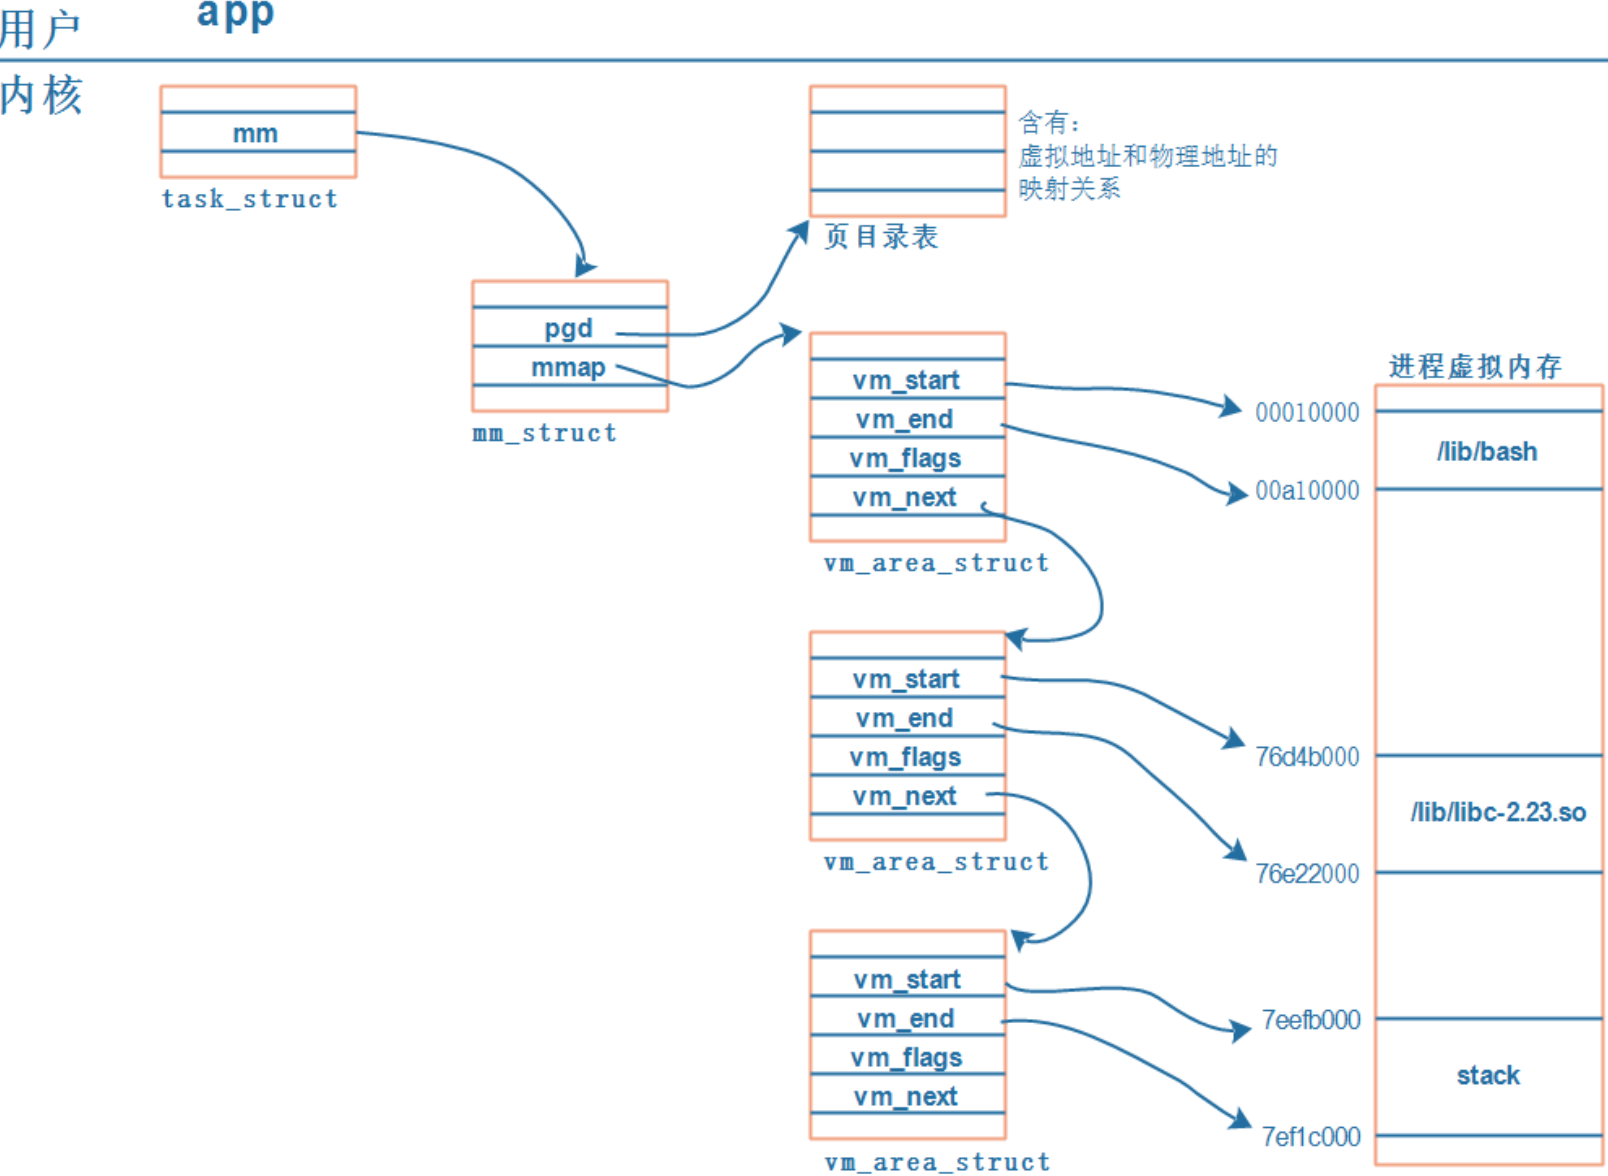 用户
app
内核
mm
task_struct
含有：
虚拟地址和物理地址的
映射关系
页目录表
pgd
mmap
mm_struct
vm_start
vm_end
vm_flags
vm_next
vm_area_struct
进程虚拟内存
00010000
/lib/bash
00a10000
vm_start
vm_end
vm_flags
vm_next
vm_area_struct
76d4b000
/lib/libc-2.23.so
76e22000
vm_start
vm_end
vm_flags
vm_next
vm_area_struct
7eefb000
stack
7ef1c000